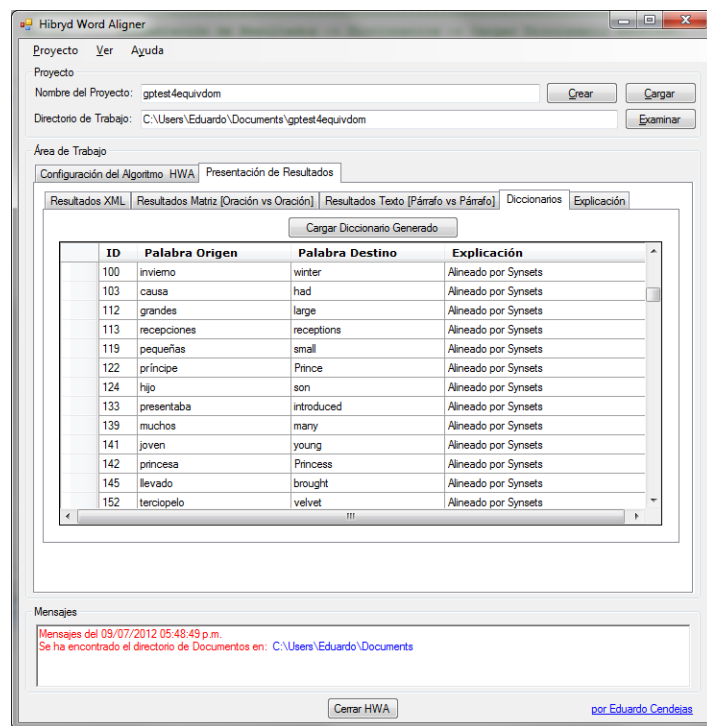 Hibryd Word Aligner
Proyecto Ver Ayuda
Proyecto
Nombre del Proyecto: gptest4equivdom Crear Cargar
Directorio de Trabajo: C:\Users\Eduardo\Documents\gptest4equivdom Examinar
Área de Trabajo
Configuración del Algoritmo HWA Presentación de Resultados
Resultados XML Resultados Matriz [Oración vs Oración] Resultados Texto [Párrafo vs Párrafo] Diccionarios Explicación
Cargar Diccionario Generado
ID Palabra Origen Palabra Destino Explicación
100 invierno winter Alineado por Synsets
103 causa had Alineado por Synsets
112 grandes large Alineado por Synsets
113 recepciones receptions Alineado por Synsets
119 pequeñas small Alineado por Synsets
122 príncipe Prince Alineado por Synsets
124 hijo son Alineado por Synsets
133 presentaba introduced Alineado por Synsets
139 muchos many Alineado por Synsets
141 joven young Alineado por Synsets
142 princesa Princess Alineado por Synsets
145 llevado brought Alineado por Synsets
152 terciopelo velvet Alineado por Synsets
Mensajes
Mensajes del 09/07/2012 05:48:49 p.m.
Se ha encontrado el directorio de Documentos en: C:\Users\Eduardo\Documents
Cerrar HWA por Eduardo Cendejas